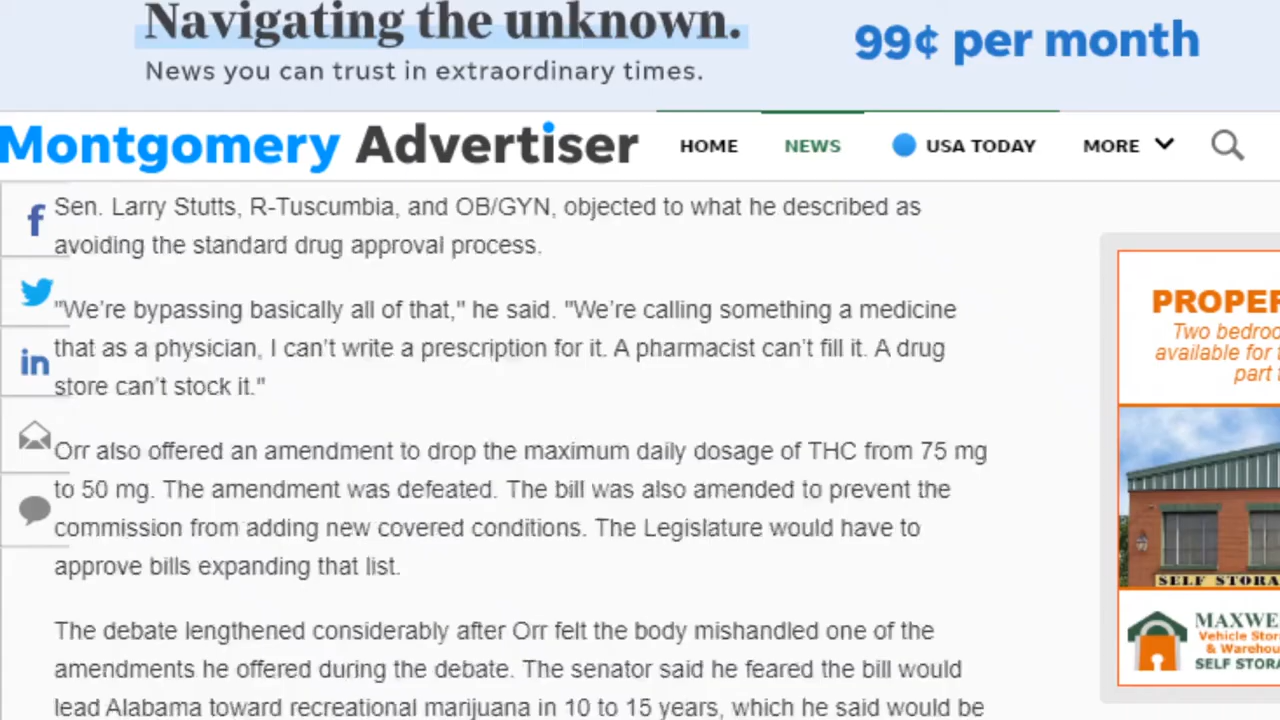 Navigating the unknown.
News you can trust in extraordinary times.
99¢ per month
Montgomery Advertiser
HOME
NEWS
USA TODAY
MORE
Sen. Larry Stutts, R-Tuscumbia, and OB/GYN, objected to what he described as
avoiding the standard drug approval process.
"We’re bypassing basically all of that," he said. "We’re calling something a medicine
that as a physician, I can’t write a prescription for it. A pharmacist can’t fill it. A drug
store can’t stock it."
Orr also offered an amendment to drop the maximum daily dosage of THC from 75 mg
to 50 mg. The amendment was defeated. The bill was also amended to prevent the
commission from adding new covered conditions. The Legislature would have to
approve bills expanding that list.
The debate lengthened considerably after Orr felt the body mishandled one of the
amendments he offered during the debate. The senator said he feared the bill would
lead Alabama toward recreational marijuana in 10 to 15 years, which he said would be
Two
available for
part
SELF
Vehicle
&
SELF